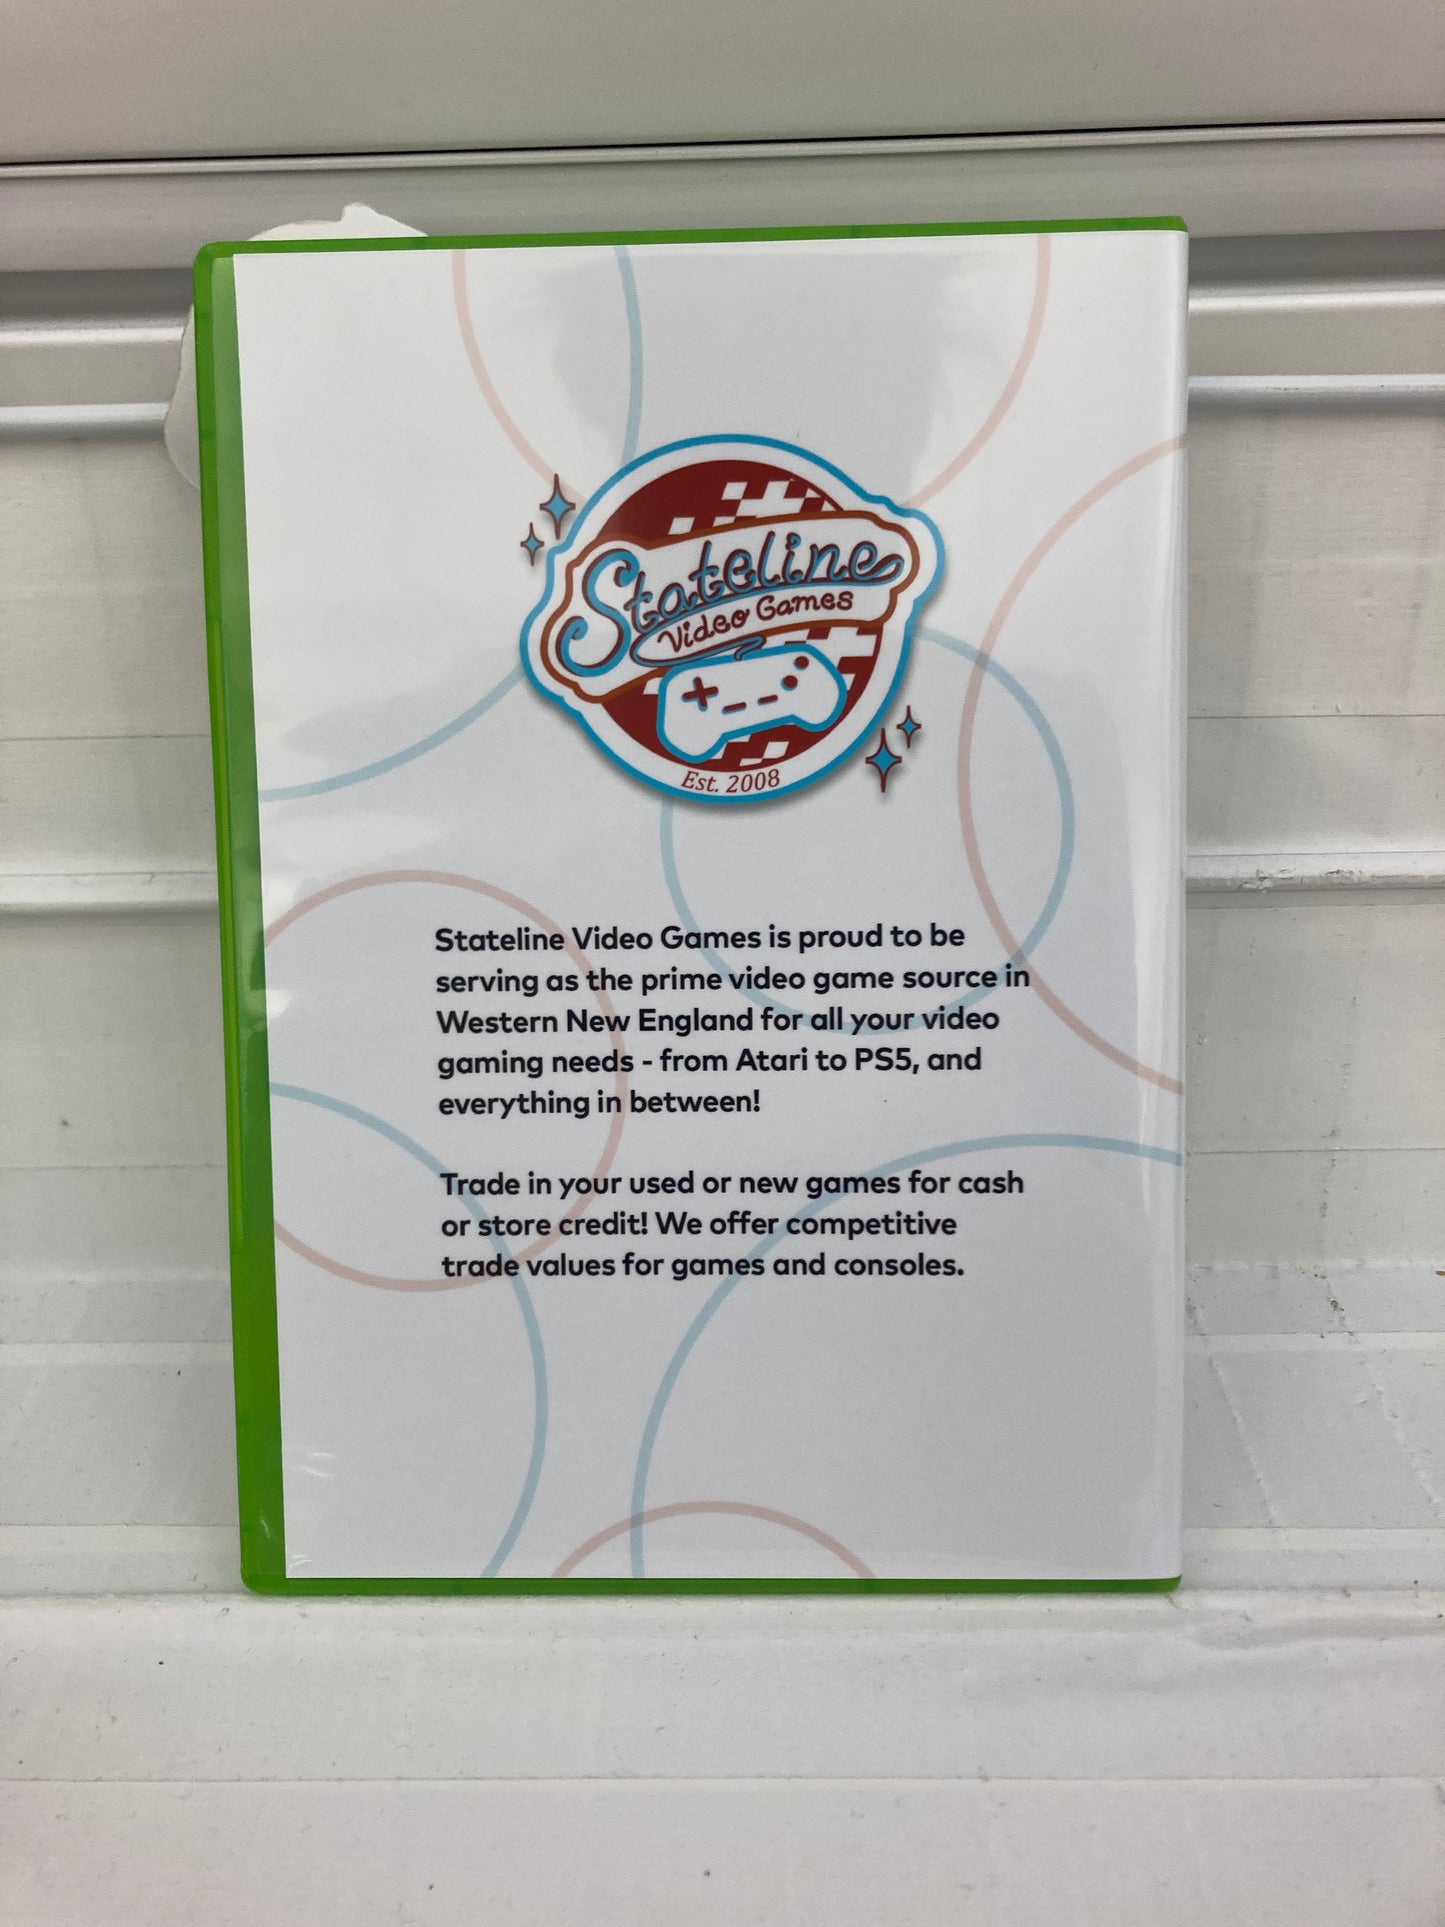 Stateline
Video Games
Est. 2008
Stateline Video Games is proud to be
serving as the prime video game source in
Western New England for all your video
gaming needs - from Atari to PS5, and
everything in between!
Trade in your used or new games for cash
or store credit! We offer competitive
trade values for games and consoles.